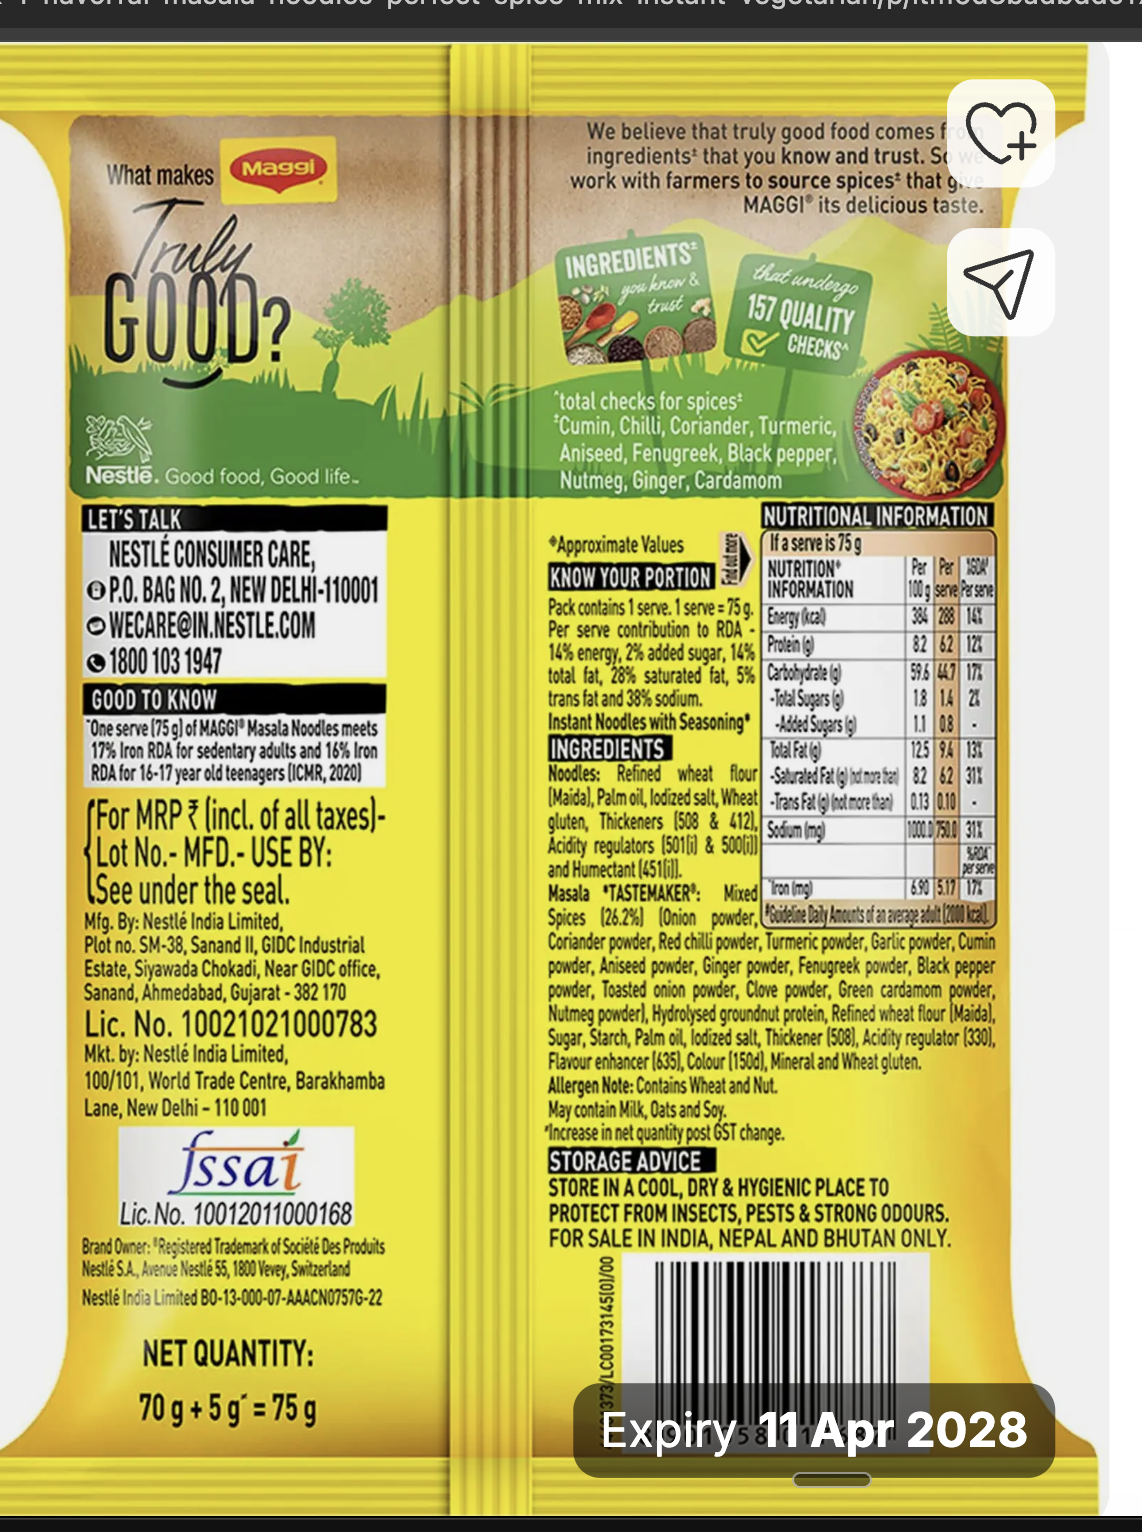 What makes Maggi
Truly
GOOD?
Nestlé. Good food, Good life
We believe that truly good food comes from
ingredients‡ that you know and trust. So we
work with farmers to source spices‡ that give
MAGGI® its delicious taste.
INGREDIENTS‡
you know &
trust
that undergo
157 QUALITY
CHECKS^
^total checks for spices‡
‡Cumin, Chilli, Coriander, Turmeric,
Aniseed, Fenugreek, Black pepper,
Nutmeg, Ginger, Cardamom
LET'S TALK
NESTLÉ CONSUMER CARE,
P.O. BAG NO. 2, NEW DELHI-110001
WECARE@IN.NESTLE.COM
1800 103 1947
GOOD TO KNOW
~One serve (75 g) of MAGGI® Masala Noodles meets
17% Iron RDA for sedentary adults and 16% Iron
RDA for 16-17 year old teenagers (ICMR, 2020)
For MRP ₹ (incl. of all taxes)-
Lot No.- MFD.- USE BY:
See under the seal.
Mfg. By: Nestlé India Limited,
Plot no. SM-38, Sanand II, GIDC Industrial
Estate, Siyawada Chokadi, Near GIDC office,
Sanand, Ahmedabad, Gujarat - 382 170
Lic. No. 10021021000783
Mkt. by: Nestlé India Limited,
100/101, World Trade Centre, Barakhamba
Lane, New Delhi – 110 001
fssai
Lic. No. 10012011000168
Brand Owner: ®Registered Trademark of Société Des Produits
Nestlé S.A., Avenue Nestlé 55, 1800 Vevey, Switzerland
Nestlé India Limited BO-13-000-07-AAACN0757G-22
NET QUANTITY:
70 g + 5 g* = 75 g
*Approximate Values
Find out more
KNOW YOUR PORTION
Pack contains 1 serve. 1 serve = 75 g.
Per serve contribution to RDA -
14% energy, 2% added sugar, 14%
total fat, 28% saturated fat, 5%
trans fat and 38% sodium.
Instant Noodles with Seasoning*
NUTRITIONAL INFORMATION
If a serve is 75 g
NUTRITION* INFORMATION Per 100 g Per serve %GDA# Per serve
Energy (kcal) 384 288 14%
Protein (g) 8.2 6.2 12%
Carbohydrate (g) 59.6 44.7 17%
-Total Sugars (g) 1.8 1.4 2%
-Added Sugars (g) 1.1 0.8 -
Total Fat (g) 12.5 9.4 13%
-Saturated Fat (g) (not more than) 8.2 6.2 31%
-Trans Fat (g) (not more than) 0.13 0.10 -
Sodium (mg) 1000.0 750.0 31%
%RDA~ per serve
~Iron (mg) 6.90 5.17 17%
#Guideline Daily Amounts of an average adult (2000 kcal).
INGREDIENTS
Noodles: Refined wheat flour
(Maida), Palm oil, Iodized salt, Wheat
gluten, Thickeners (508 & 412),
Acidity regulators (501(i) & 500(i))
and Humectant (451(i)).
Masala *TASTEMAKER®: Mixed
Spices (26.2%) (Onion powder,
Coriander powder, Red chilli powder, Turmeric powder, Garlic powder, Cumin
powder, Aniseed powder, Ginger powder, Fenugreek powder, Black pepper
powder, Toasted onion powder, Clove powder, Green cardamom powder,
Nutmeg powder), Hydrolysed groundnut protein, Refined wheat flour (Maida),
Sugar, Starch, Palm oil, Iodized salt, Thickener (508), Acidity regulator (330),
Flavour enhancer (635), Colour (150d), Mineral and Wheat gluten.
Allergen Note: Contains Wheat and Nut.
May contain Milk, Oats and Soy.
*Increase in net quantity post GST change.
STORAGE ADVICE
STORE IN A COOL, DRY & HYGIENIC PLACE TO
PROTECT FROM INSECTS, PESTS & STRONG ODOURS.
FOR SALE IN INDIA, NEPAL AND BHUTAN ONLY.
Expiry 11 Apr 2028